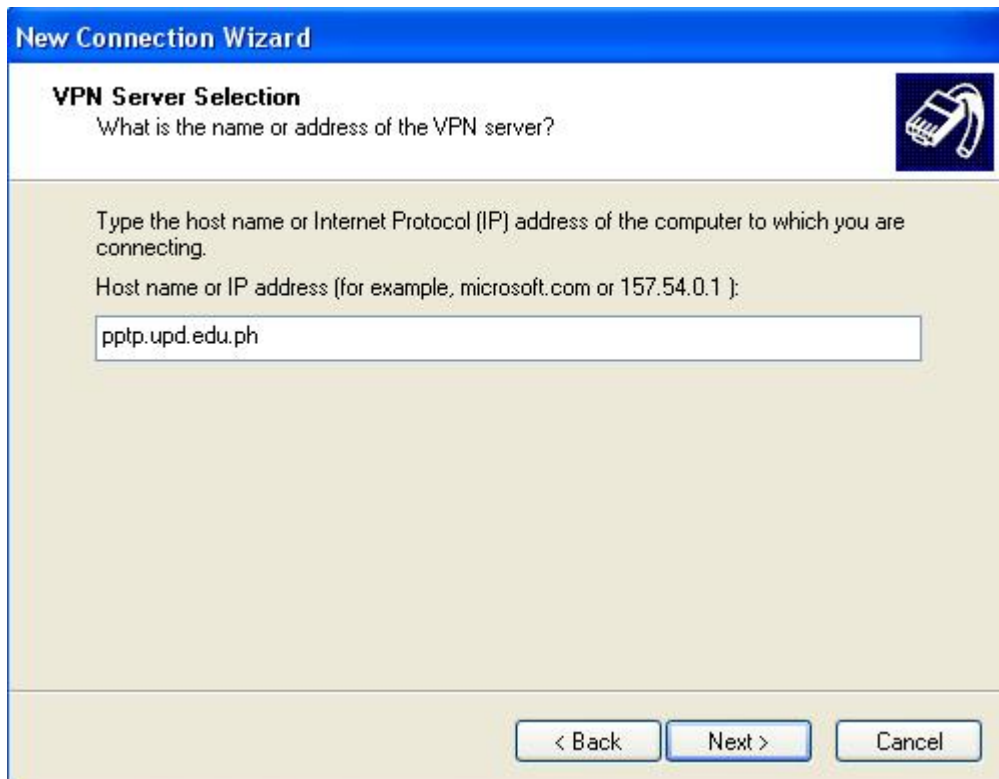 New Connection Wizard
VPN Server Selection
What is the name or address of the VPN server?
Type the host name or Internet Protocol (IP) address of the computer to which you are
connecting.
Host name or IP address (for example, microsoft.com or 157.54.0.1 ):
pptp.upd.edu.ph
< Back Next > Cancel